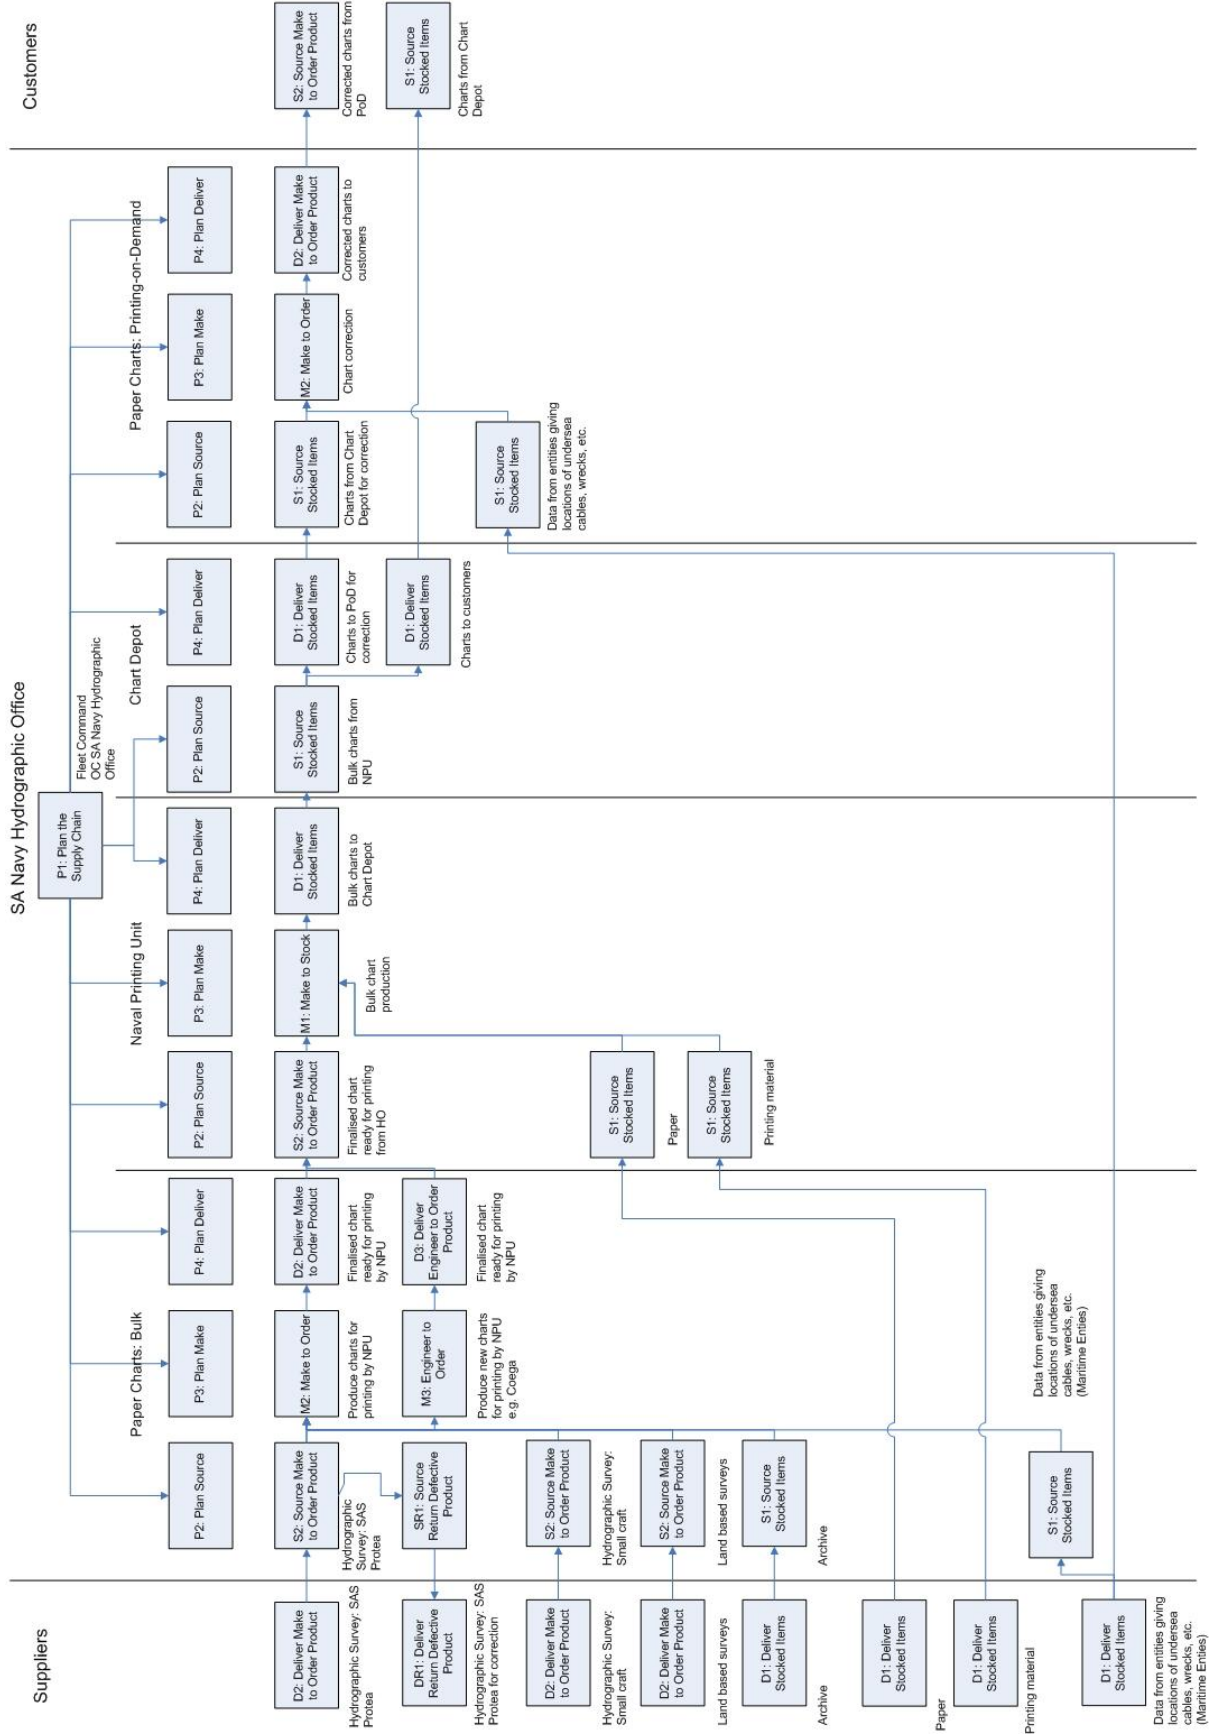 SA Navy Hydrographic Office
Suppliers
Customers
P1: Plan the
Supply Chain
Fleet Command
OC SA Navy Hydrographic
Office
Paper Charts: Bulk
Naval Printing Unit
Chart Depot
Paper Charts: Printing-on-Demand
P2: Plan Source
P3: Plan Make
P4: Plan Deliver
P2: Plan Source
P3: Plan Make
P4: Plan Deliver
P2: Plan Source
P4: Plan Deliver
P2: Plan Source
P3: Plan Make
P4: Plan Deliver
D2: Deliver Make
to Order Product
Hydrographic Survey: SAS
Protea
S2: Source Make
to Order Product
Hydrographic
Survey: SAS
Protea
M2: Make to Order
Produce charts for
printing by NPU
D2: Deliver Make
to Order Product
Finalised chart
ready for printing
by NPU
S2: Source Make
to Order Product
Finalised chart
ready for printing
from HO
M1: Make to Stock
Bulk chart
production
D1: Deliver
Stocked Items
Bulk charts to
Chart Depot
S1: Source
Stocked Items
Bulk charts from
NPU
D1: Deliver
Stocked Items
Charts to PoD for
correction
S1: Source
Stocked Items
Charts from Chart
Depot for correction
M2: Make to Order
Chart correction
D2: Deliver Make
to Order Product
Corrected charts to
customers
S2: Source Make
to Order Product
Corrected charts from
PoD
DR1: Deliver
Return Defective
Product
Hydrographic Survey: SAS
Protea for correction
SR1: Source
Return Defective
Product
M3: Engineer to
Order
Produce new charts
for printing by NPU
e.g. Coega
D3: Deliver
Engineer to Order
Product
Finalised chart
ready for printing
by NPU
D1: Deliver
Stocked Items
Charts to customers
S1: Source
Stocked Items
Charts from Chart
Depot
D2: Deliver Make
to Order Product
Hydrographic Survey:
Small craft
S2: Source Make
to Order Product
Hydrographic Survey:
Small craft
S1: Source
Stocked Items
Data from entities giving
locations of undersea
cables, wrecks, etc.
D2: Deliver Make
to Order Product
Land based surveys
S2: Source Make
to Order Product
Land based surveys
S1: Source
Stocked Items
Paper
D1: Deliver
Stocked Items
Archive
S1: Source
Stocked Items
Archive
S1: Source
Stocked Items
Printing material
D1: Deliver
Stocked Items
Paper
D1: Deliver
Stocked Items
Printing material
D1: Deliver
Stocked Items
Data from entities giving
locations of undersea
cables, wrecks, etc.
(Maritime Enties)
S1: Source
Stocked Items
Data from entities giving
locations of undersea
cables, wrecks, etc.
(Maritime Enties)